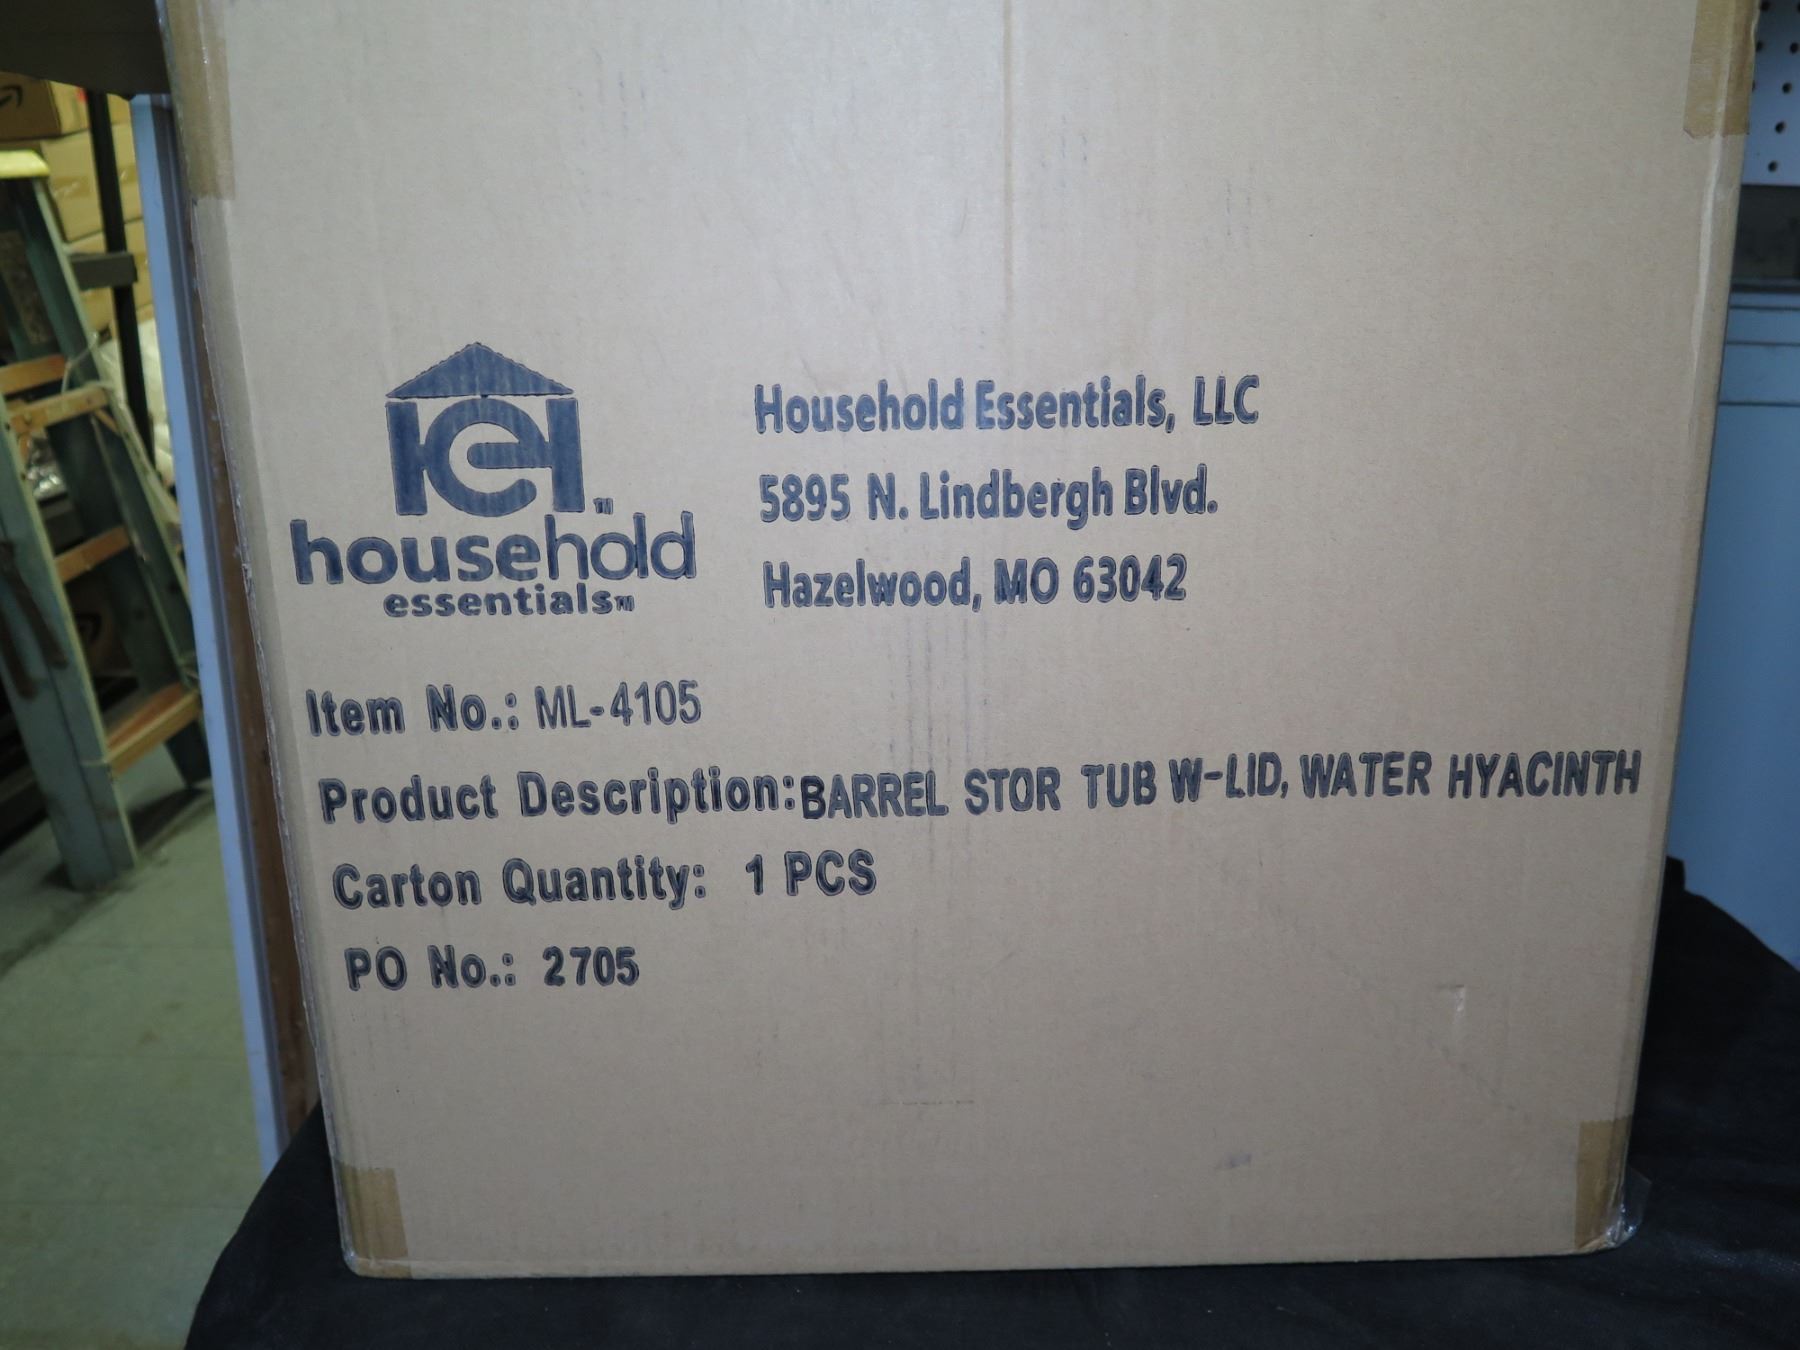 household
essentials™
Household Essentials, LLC
5895 N. Lindbergh Blvd.
Hazelwood, MO 63042
Item No.: ML-4105
Product Description:BARREL STOR TUB W-LID, WATER HYACINTH
Carton Quantity: 1 PCS
PO No.: 2705